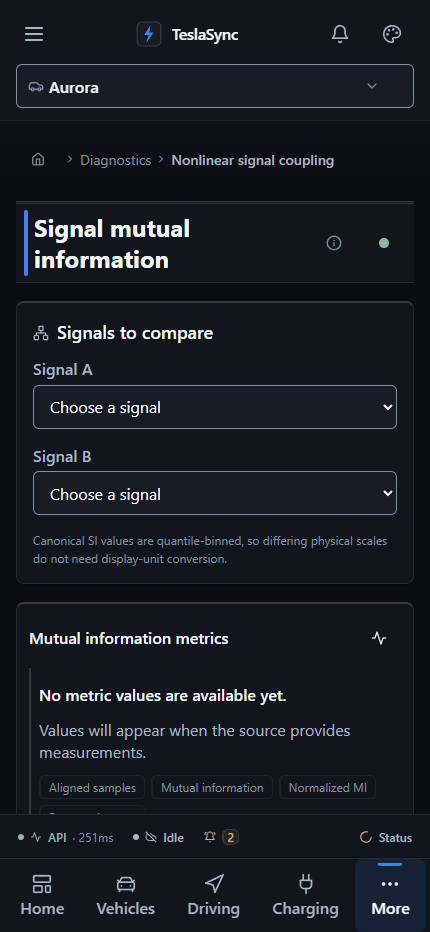 TeslaSync
Aurora
Diagnostics
Nonlinear signal coupling
Signal mutual
information
Signals to compare
Signal A
Choose a signal
Signal B
Choose a signal
Canonical SI values are quantile-binned, so differing physical scales
do not need display-unit conversion.
Mutual information metrics
No metric values are available yet.
Values will appear when the source provides
measurements.
Aligned samples
Mutual information
Normalized MI
API · 251ms
Idle
2
Status
Home
Vehicles
Driving
Charging
More